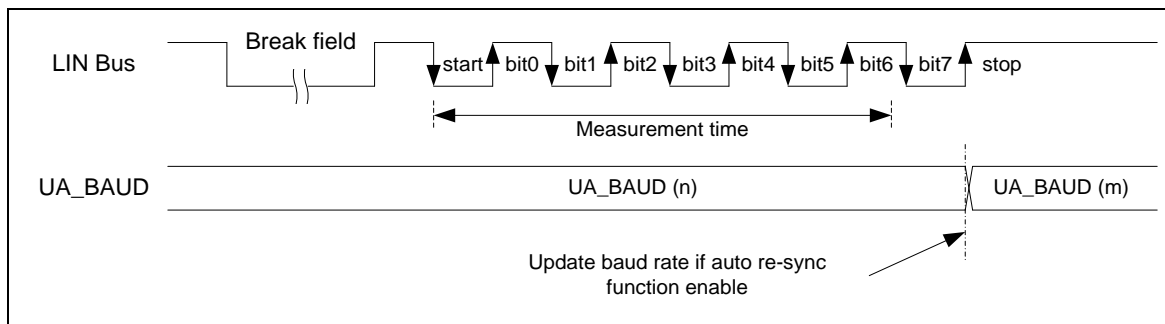 Break field
LIN Bus
start bit0 bit1 bit2 bit3 bit4 bit5 bit6 bit7 stop
Measurement time
UA_BAUD
UA_BAUD (n)
UA_BAUD (m)
Update baud rate if auto re-sync
function enable